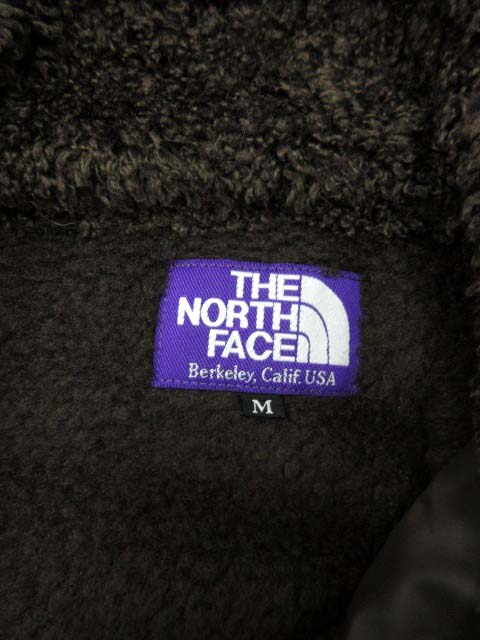 THE
NORTH
FACE
Berkeley, Calif. USA
M